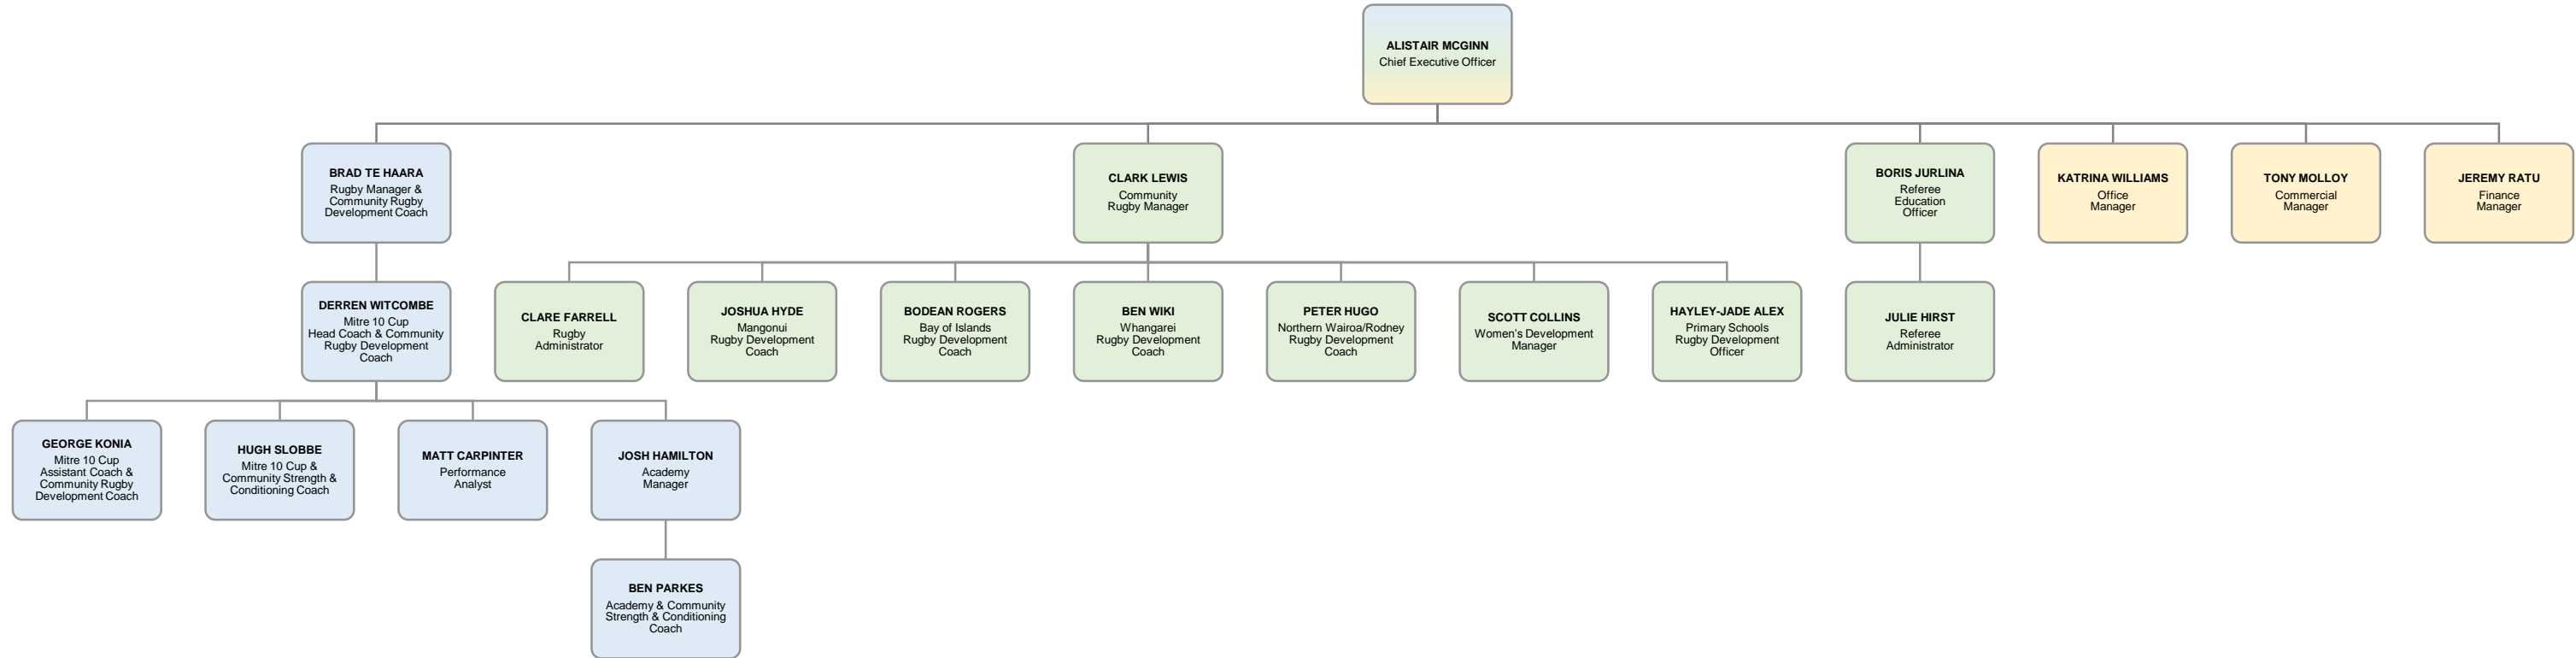 ALISTAIR MCGINN
Chief Executive Officer
BRAD TE HAARA
Rugby Manager &
Community Rugby
Development Coach
CLARK LEWIS
Community
Rugby Manager
BORIS JURLINA
Referee
Education
Officer
KATRINA WILLIAMS
Office
Manager
TONY MOLLOY
Commercial
Manager
JEREMY RATU
Finance
Manager
DERREN WITCOMBE
Mitre 10 Cup
Head Coach & Community
Rugby Development
Coach
CLARE FARRELL
Rugby
Administrator
JOSHUA HYDE
Mangonui
Rugby Development
Coach
BODEAN ROGERS
Bay of Islands
Rugby Development
Coach
BEN WIKI
Whangarei
Rugby Development
Coach
PETER HUGO
Northern Wairoa/Rodney
Rugby Development
Coach
SCOTT COLLINS
Women's Development
Manager
HAYLEY-JADE ALEX
Primary Schools
Rugby Development
Officer
JULIE HIRST
Referee
Administrator
GEORGE KONIA
Mitre 10 Cup
Assistant Coach &
Community Rugby
Development Coach
HUGH SLOBBE
Mitre 10 Cup &
Community Strength &
Conditioning Coach
MATT CARPINTER
Performance
Analyst
JOSH HAMILTON
Academy
Manager
BEN PARKES
Academy & Community
Strength & Conditioning
Coach